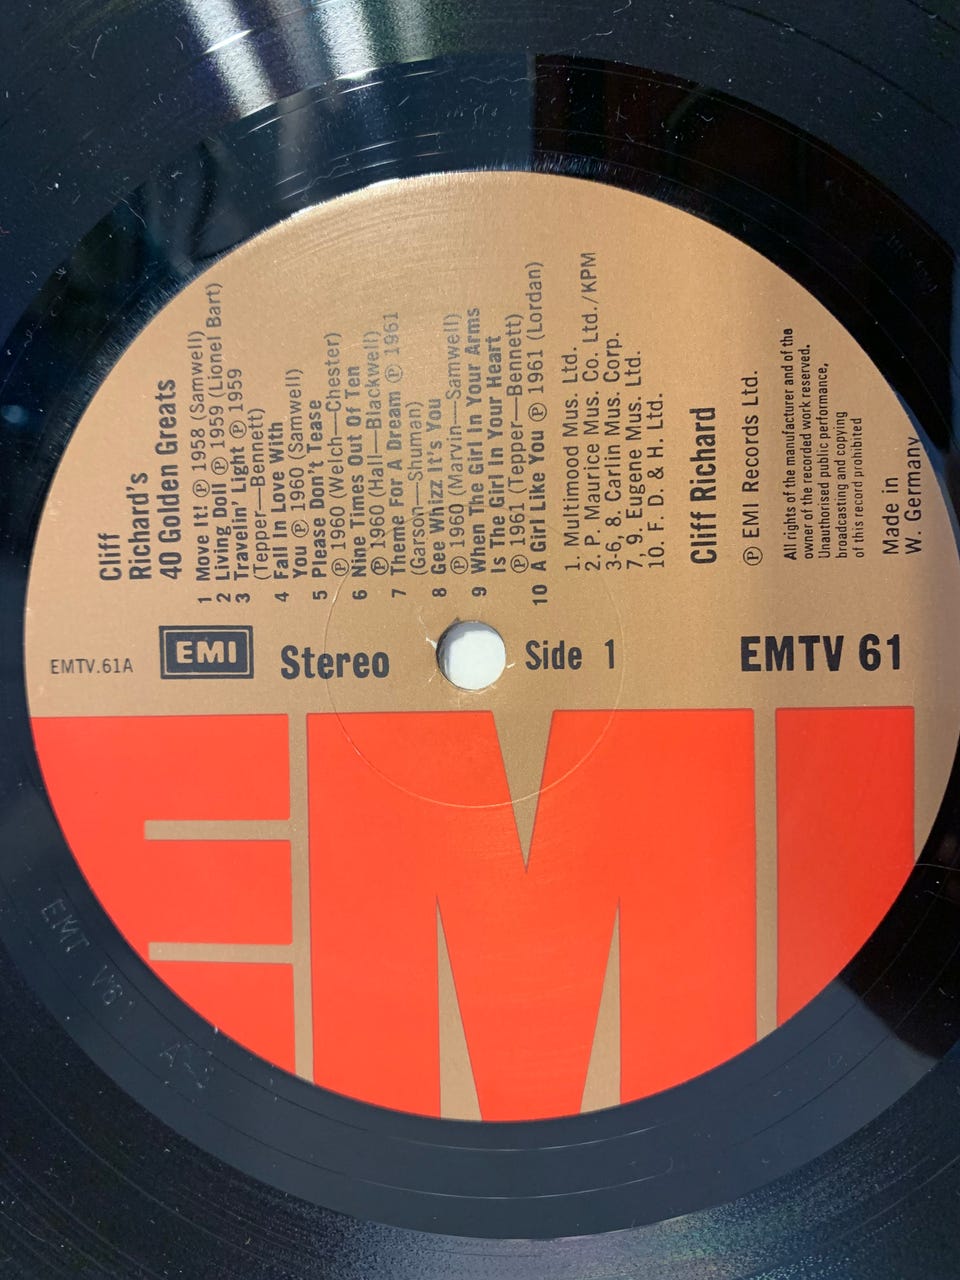 EMTV.61A
EMI
Stereo
Side 1
EMTV 61
Cliff
Richard's
40 Golden Greats
1 Move It! ℗ 1958 (Samwell)
2 Living Doll ℗ 1959 (Lionel Bart)
3 Travelin' Light ℗ 1959
(Tepper—Bennett)
4 Fall In Love With
You ℗ 1960 (Samwell)
5 Please Don't Tease
℗ 1960 (Welch—Chester)
6 Nine Times Out Of Ten
℗ 1960 (Hall—Blackwell)
7 Theme For A Dream ℗ 1961
(Garson—Shuman)
8 Gee Whizz It's You
℗ 1960 (Marvin—Samwell)
9 When The Girl In Your Arms
Is The Girl In Your Heart
℗ 1961 (Tepper—Bennett)
10 A Girl Like You ℗ 1961 (Lordan)
1. Multimood Mus. Ltd.
2. P. Maurice Mus. Co. Ltd./KPM
3-6, 8, Carlin Mus. Corp.
7, 9. Eugene Mus. Ltd.
10. F. D. & H. Ltd.
Cliff Richard
℗ EMI Records Ltd.
All rights of the manufacturer and of the
owner of the recorded work reserved.
Unauthorised public performance,
broadcasting and copying
of this record prohibited
Made in
W. Germany
EMI